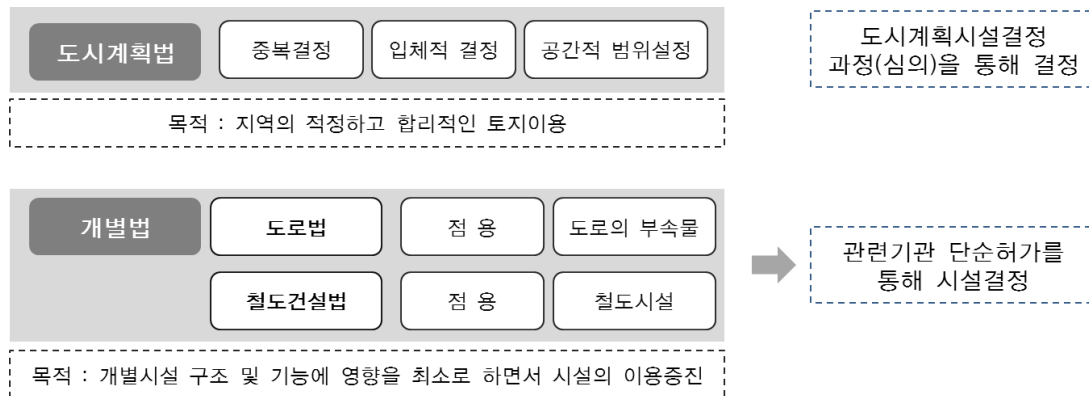 도시계획법 중복결정 입체적 결정 공간적 범위설정
도시계획시설결정
과정(심의)을 통해 결정
목적 : 지역의 적정하고 합리적인 토지이용
개별법 도로법 점 용 도로의 부속물
철도건설법 점 용 철도시설
관련기관 단순허가를
통해 시설결정
목적 : 개별시설 구조 및 기능에 영향을 최소로 하면서 시설의 이용증진